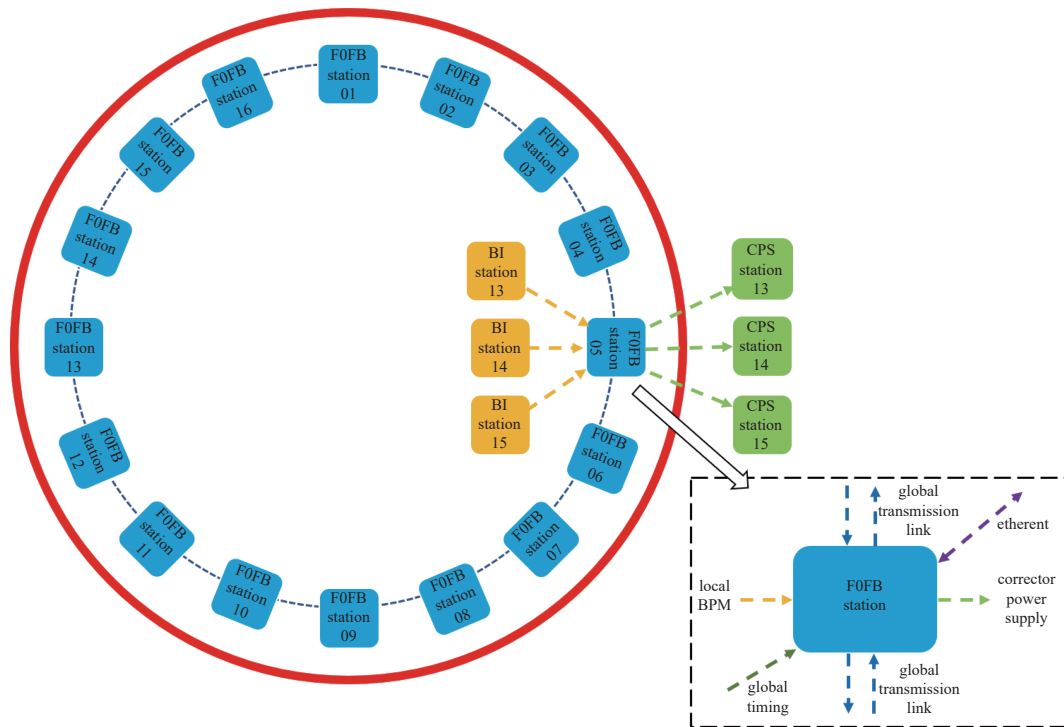 F0FB
station
01
F0FB
station
02
F0FB
station
03
F0FB
station
04
F0FB
station
05
F0FB
station
06
F0FB
station
07
F0FB
station
08
F0FB
station
09
F0FB
station
10
F0FB
station
11
F0FB
station
12
F0FB
station
13
F0FB
station
14
F0FB
station
15
F0FB
station
16
BI
station
13
BI
station
14
BI
station
15
CPS
station
13
CPS
station
14
CPS
station
15
global
transmission
link
etherent
local
BPM
F0FB
station
corrector
power
supply
global
timing
global
transmission
link